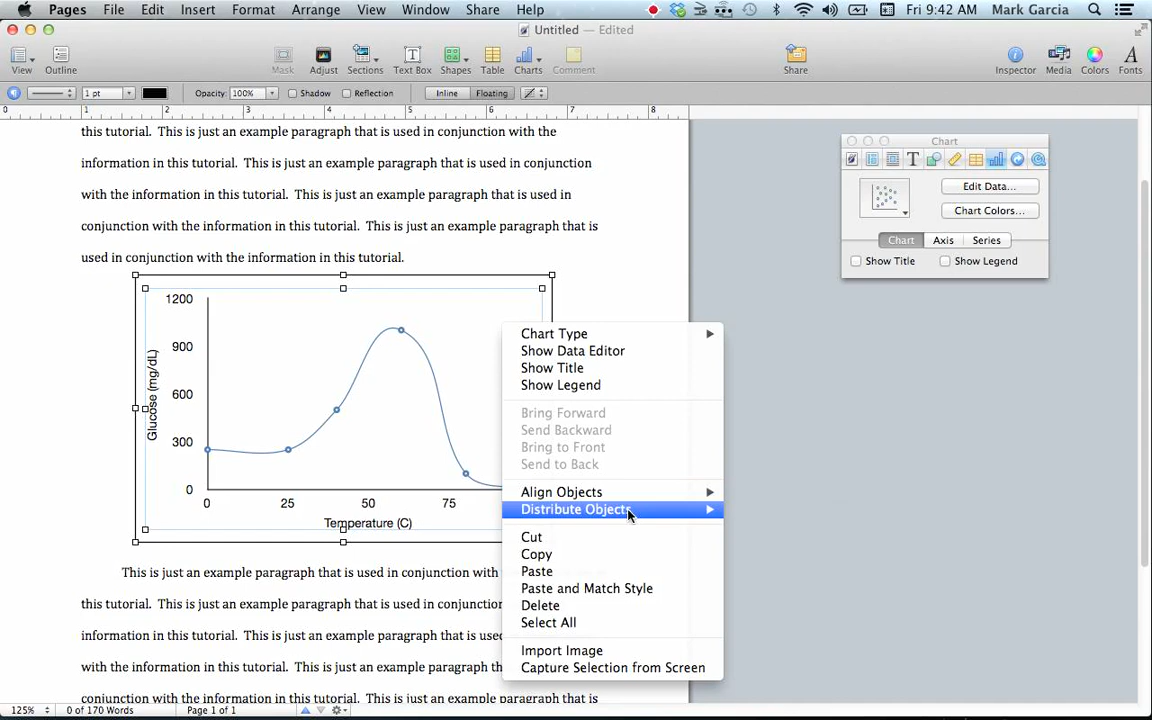 Pages File Edit Insert Format Arrange View Window Share Help Fri 9:42 AM Mark Garcia
Untitled — Edited
View Outline Mask Adjust Sections Text Box Shapes Table Charts Comment Share Inspector Media Colors Fonts
1 pt Opacity: 100% Shadow Reflection Inline Floating
0 1 2 3 4 5 6 7 8
this tutorial. This is just an example paragraph that is used in conjunction with the
information in this tutorial. This is just an example paragraph that is used in conjunction
with the information in this tutorial. This is just an example paragraph that is used in
conjunction with the information in this tutorial. This is just an example paragraph that is
used in conjunction with the information in this tutorial.
1200
900
600
300
0
Glucose (mg/dL)
0 25 50 75
Temperature (C)
This is just an example paragraph that is used in conjunction with
this tutorial. This is just an example paragraph that is used in conjunction
information in this tutorial. This is just an example paragraph that is use
with the information in this tutorial. This is just an example paragraph
conjunction with the information in this tutorial. This is just an example paragraph that is
Chart Type
Show Data Editor
Show Title
Show Legend
Bring Forward
Send Backward
Bring to Front
Send to Back
Align Objects
Distribute Objects
Cut
Copy
Paste
Paste and Match Style
Delete
Select All
Import Image
Capture Selection from Screen
Chart
Edit Data...
Chart Colors...
Chart Axis Series
Show Title Show Legend
125% 0 of 170 Words Page 1 of 1